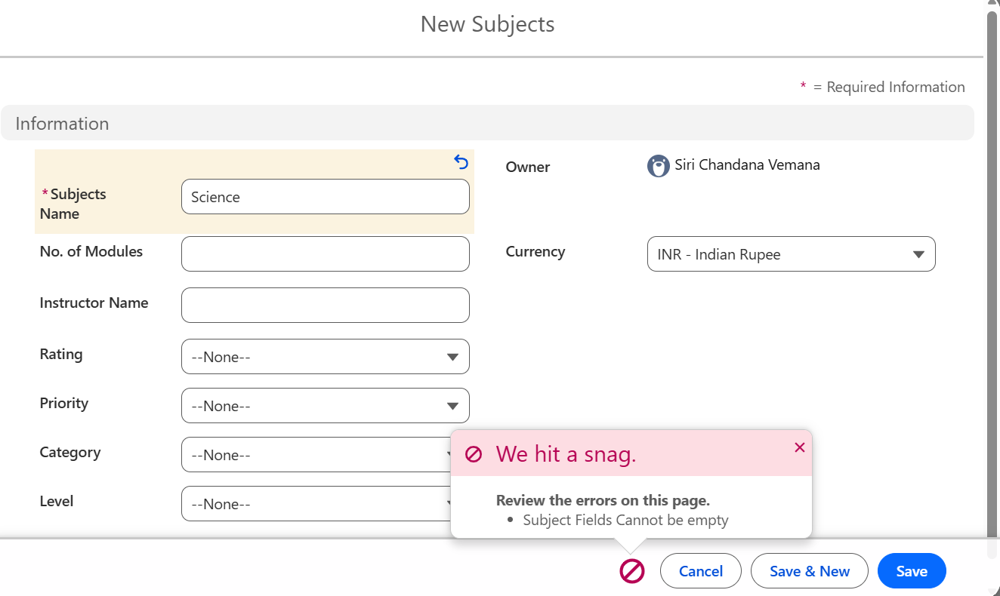 New Subjects
* = Required Information
Information
*Subjects Name
Science
Owner
Siri Chandana Vemana
No. of Modules
Currency
INR - Indian Rupee
Instructor Name
Rating
--None--
Priority
--None--
Category
--None--
Level
--None--
We hit a snag.
Review the errors on this page.
• Subject Fields Cannot be empty
Cancel
Save & New
Save